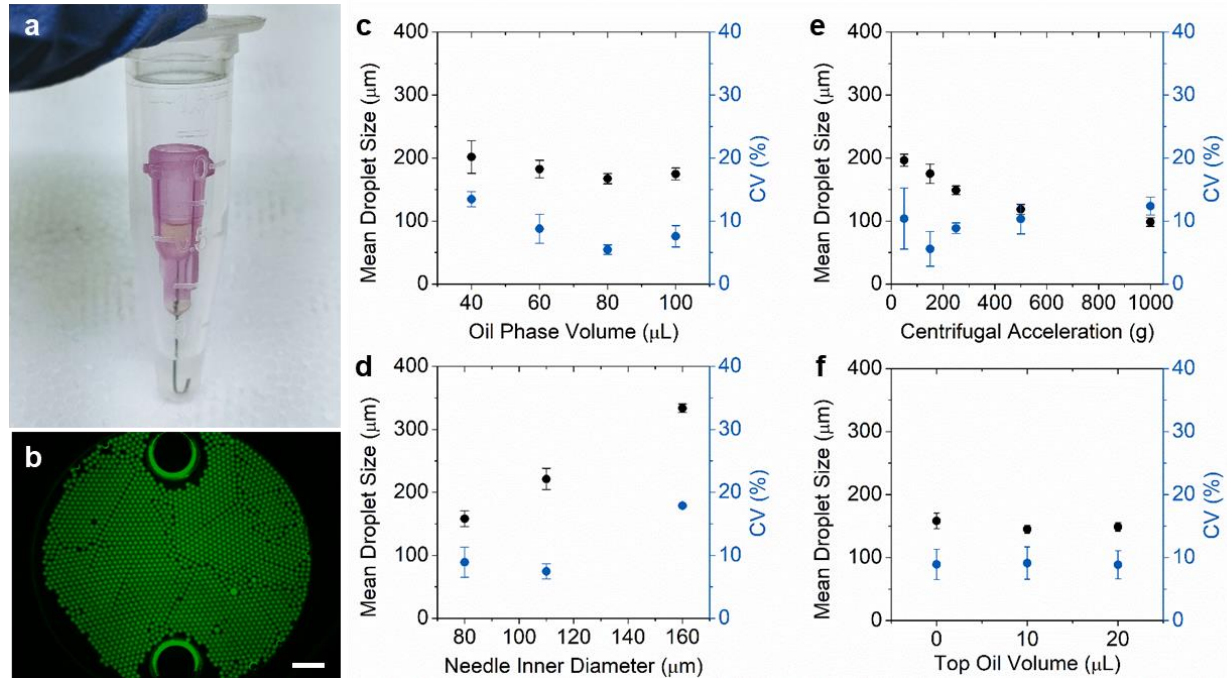 a
b
c
400
300
200
100
0
Mean Droplet Size (μm)
40
30
20
10
0
CV (%)
40 60 80 100
Oil Phase Volume (μL)
d
400
300
200
100
0
Mean Droplet Size (μm)
40
30
20
10
0
CV (%)
80 100 120 140 160
Needle Inner Diameter (μm)
e
400
300
200
100
0
Mean Droplet Size (μm)
40
30
20
10
0
CV (%)
0 200 400 600 800 1000
Centrifugal Acceleration (g)
f
400
300
200
100
0
Mean Droplet Size (μm)
40
30
20
10
0
CV (%)
0 10 20
Top Oil Volume (μL)